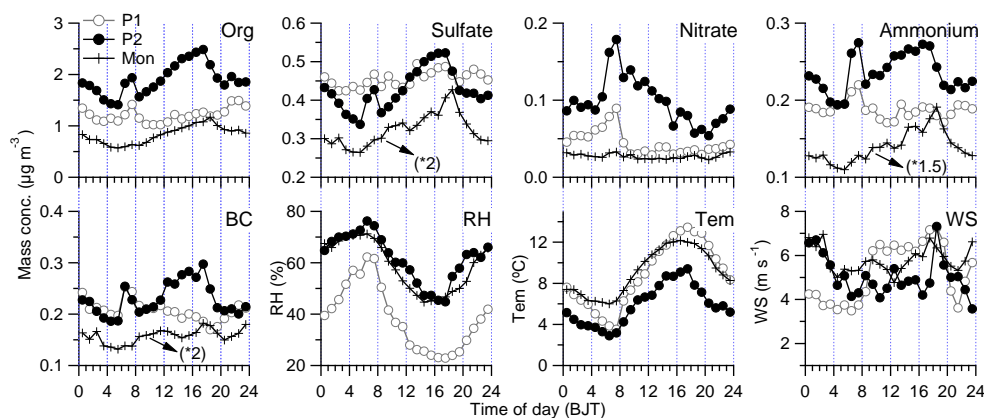 P1
P2
Mon
Org
Sulfate
Nitrate
Ammonium
3
2
1
0
0.6
0.5
0.4
0.3
0.2
0.2
0.1
0.0
0.3
0.2
0.1
(*2)
(*1.5)
Mass conc. (µg m-3)
BC
RH
Tem
WS
0.4
0.3
0.2
0.1
(*2)
80
60
40
20
RH (%)
12
8
4
0
Tem (ºC)
8
6
4
2
WS (m s-1)
0 4 8 12 16 20 24
0 4 8 12 16 20 24
0 4 8 12 16 20 24
0 4 8 12 16 20 24
Time of day (BJT)